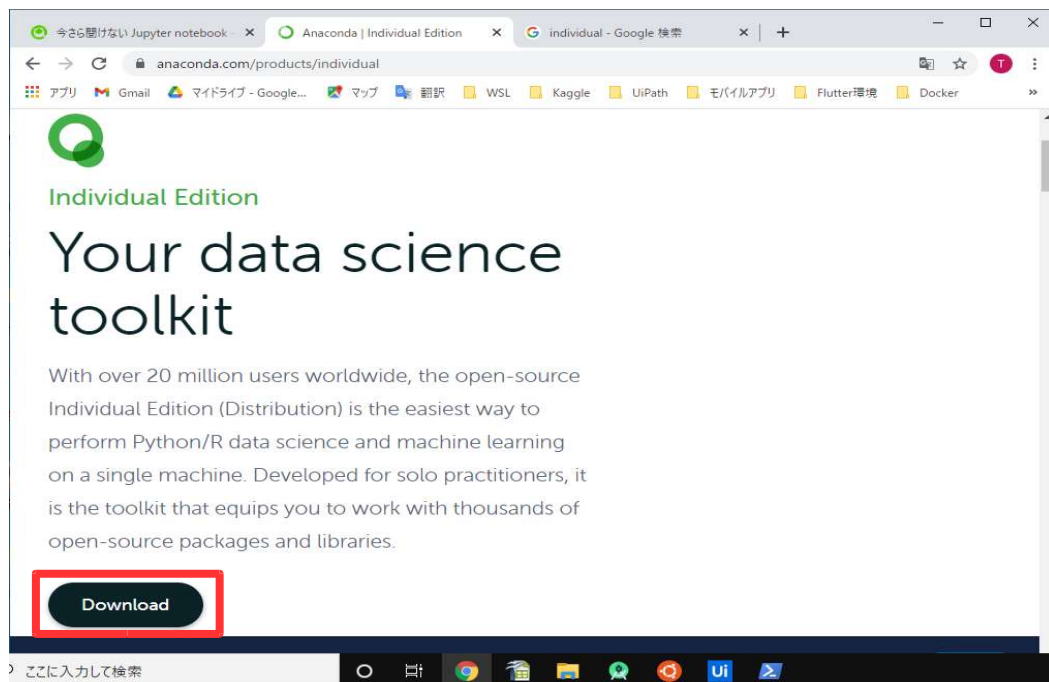 今さら聞けない Jupyter notebook -
Anaconda | Individual Edition
individual - Google 検索
anaconda.com/products/individual
T
アプリ Gmail マイドライブ - Google... マップ 翻訳 WSL Kaggle UiPath モバイルアプリ Flutter環境 Docker »
Individual Edition
Your data science
toolkit
With over 20 million users worldwide, the open-source
Individual Edition (Distribution) is the easiest way to
perform Python/R data science and machine learning
on a single machine. Developed for solo practitioners, it
is the toolkit that equips you to work with thousands of
open-source packages and libraries.
Download
ここに入力して検索
Ui